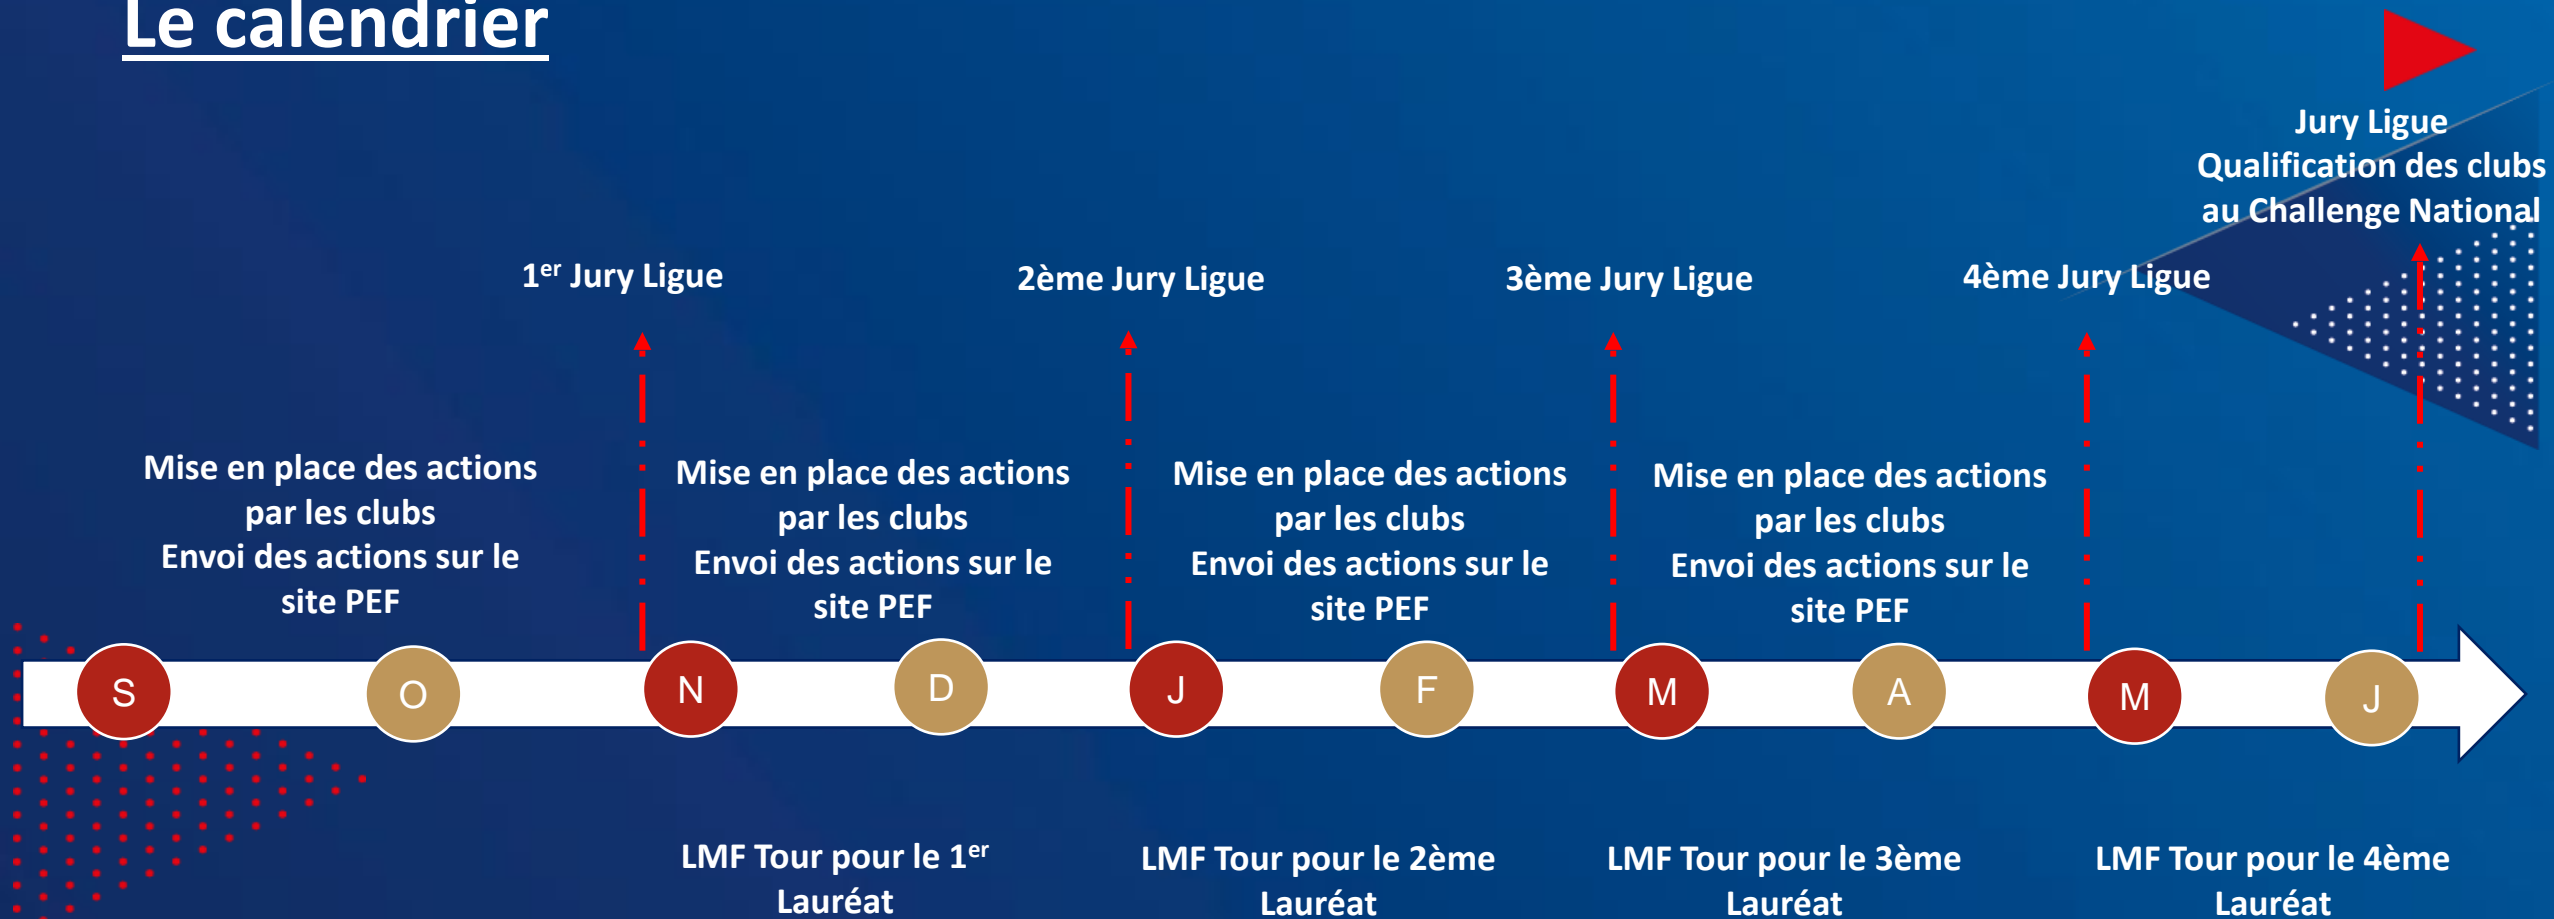 Le calendrier
Jury Ligue
Qualification des clubs
au Challenge National
1er Jury Ligue
2ème Jury Ligue
3ème Jury Ligue
4ème Jury Ligue
Mise en place des actions
par les clubs
Envoi des actions sur le
site PEF
Mise en place des actions
par les clubs
Envoi des actions sur le
site PEF
Mise en place des actions
par les clubs
Envoi des actions sur le
site PEF
Mise en place des actions
par les clubs
Envoi des actions sur le
site PEF
S
O
N
D
J
F
M
A
M
J
LMF Tour pour le 1er
Lauréat
LMF Tour pour le 2ème
Lauréat
LMF Tour pour le 3ème
Lauréat
LMF Tour pour le 4ème
Lauréat